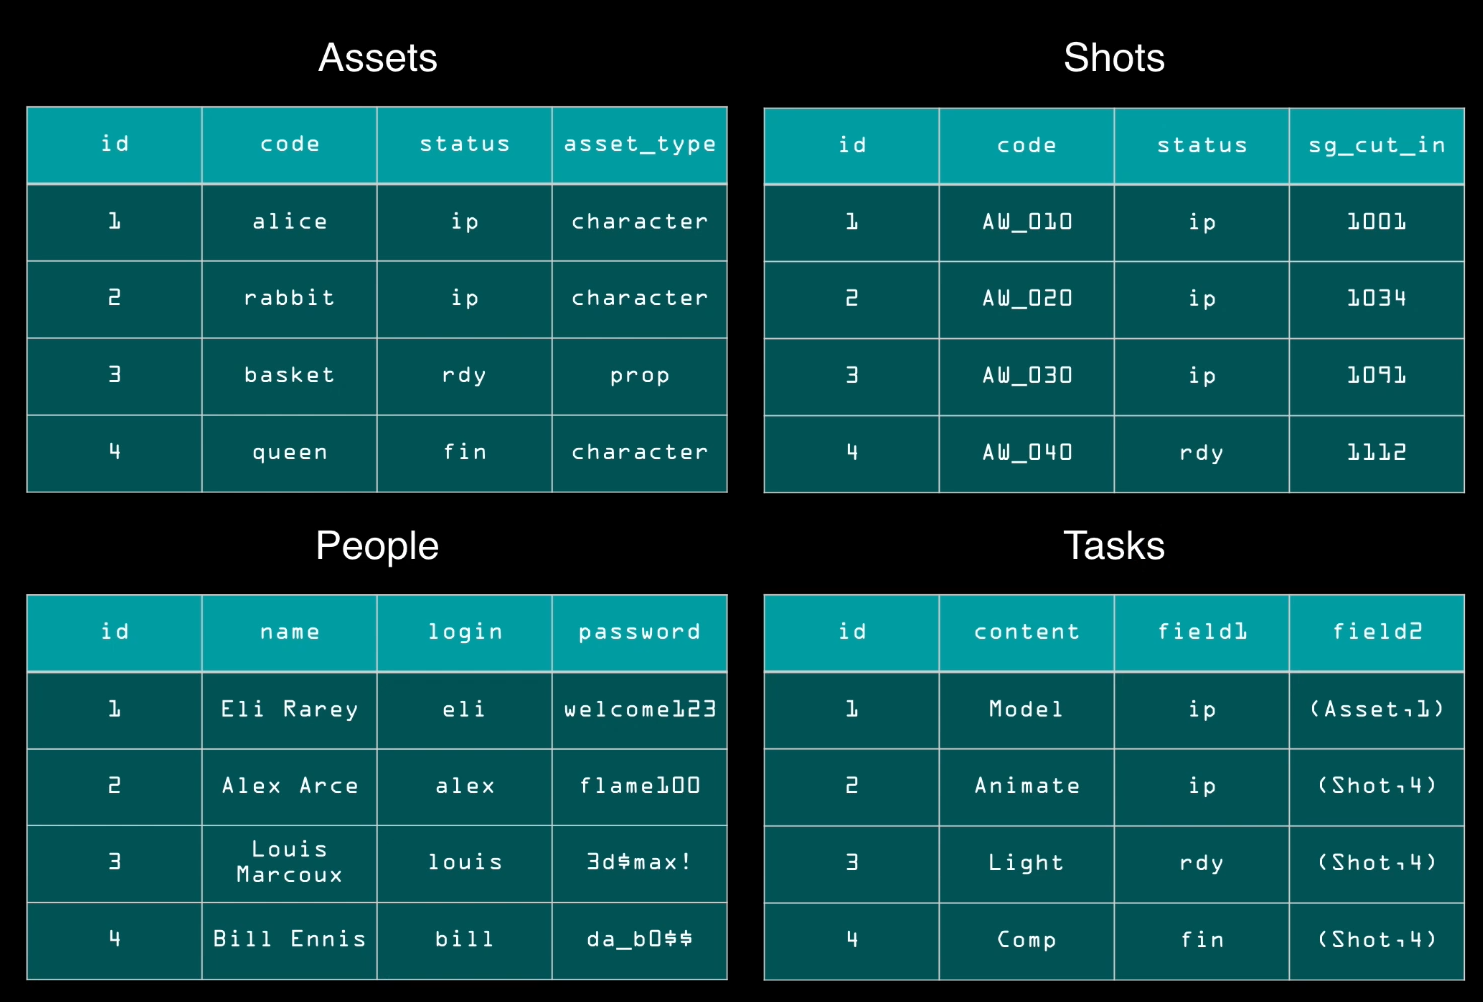 Assets
id code status asset_type
1 alice ip character
2 rabbit ip character
3 basket rdy prop
4 queen fin character
Shots
id code status sg_cut_in
1 AW_010 ip 1001
2 AW_020 ip 1034
3 AW_030 ip 1091
4 AW_040 rdy 1112
People
id name login password
1 Eli Rarey eli welcome123
2 Alex Arce alex flame100
3 Louis Marcoux louis 3d$max!
4 Bill Ennis bill da_b0$$
Tasks
id content field1 field2
1 Model ip (Asset,1)
2 Animate ip (Shot,4)
3 Light rdy (Shot,4)
4 Comp fin (Shot,4)